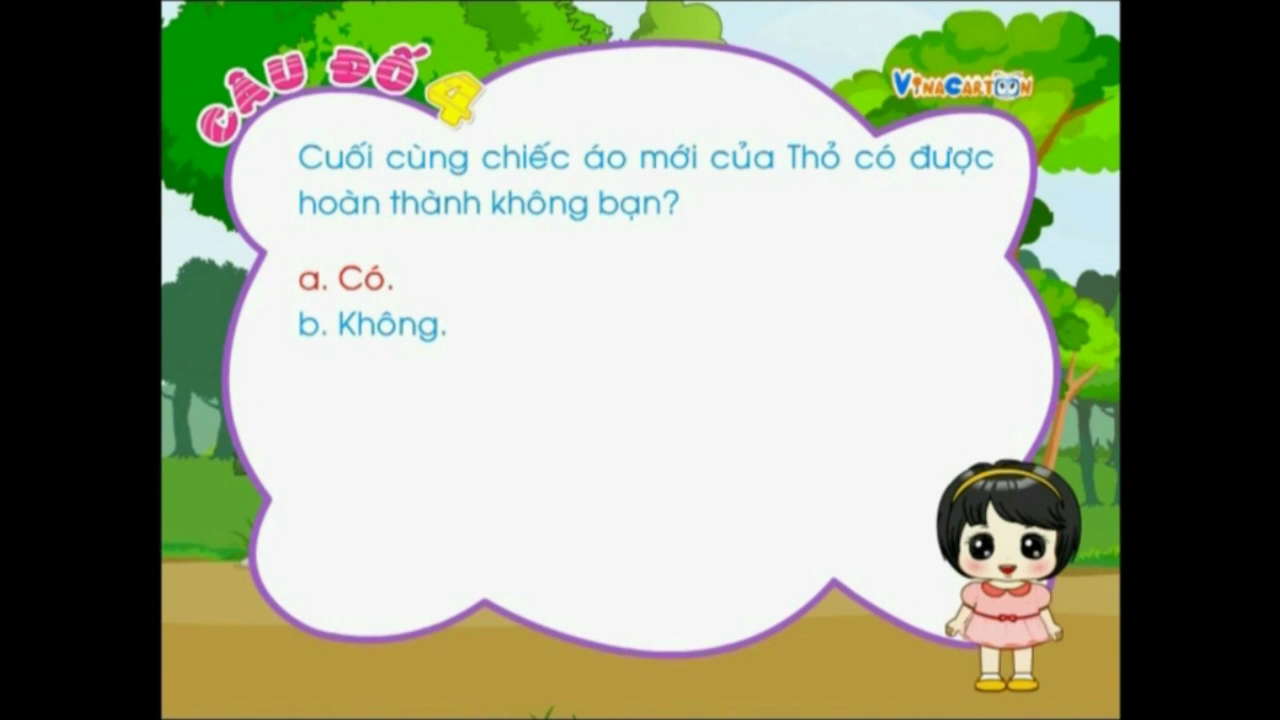 CÂU ĐỐ 4
VINACARTOON
Cuối cùng chiếc áo mới của Thỏ có được
hoàn thành không bạn?
a. Có.
b. Không.